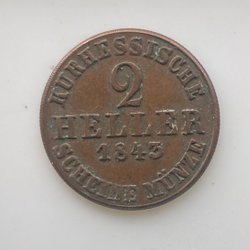 KURHESSISCHE
2
HELLER
1843
SCHEIDE MÜNZE